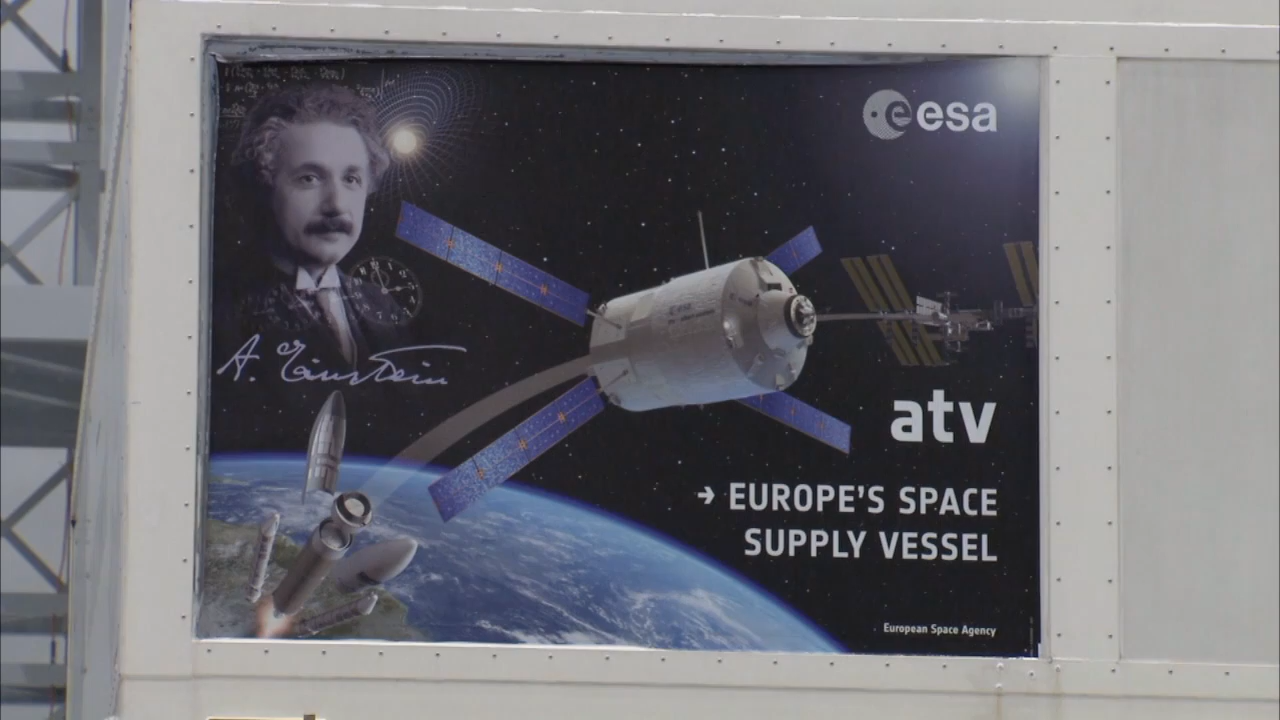 esa
A. Einstein
atv
→ EUROPE'S SPACE
SUPPLY VESSEL
European Space Agency